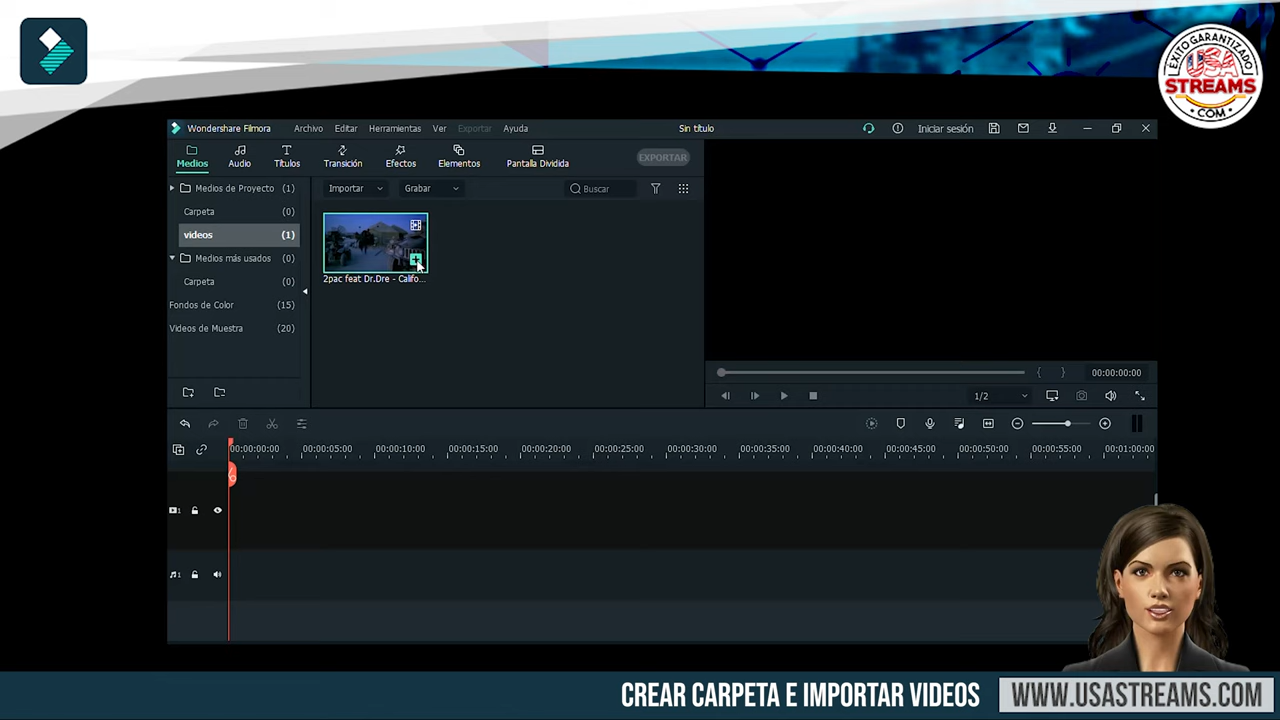 ÉXITO GARANTIZADO
USA
STREAMS
.COM
Wondershare Filmora
Archivo Editar Herramientas Ver Exportar Ayuda
Sin título
Iniciar sesión
Medios Audio Títulos Transición Efectos Elementos Pantalla Dividida
EXPORTAR
Medios de Proyecto (1)
Carpeta (0)
videos (1)
Medios más usados (0)
Carpeta (0)
Fondos de Color (15)
Videos de Muestra (20)
Importar Grabar Buscar
2pac feat Dr.Dre - Califo...
00:00:00:00
1/2
00:00:00:00 00:00:05:00 00:00:10:00 00:00:15:00 00:00:20:00 00:00:25:00 00:00:30:00 00:00:35:00 00:00:40:00 00:00:45:00 00:00:50:00 00:00:55:00 00:01:00:00
1
1
CREAR CARPETA E IMPORTAR VIDEOS
WWW.USASTREAMS.COM